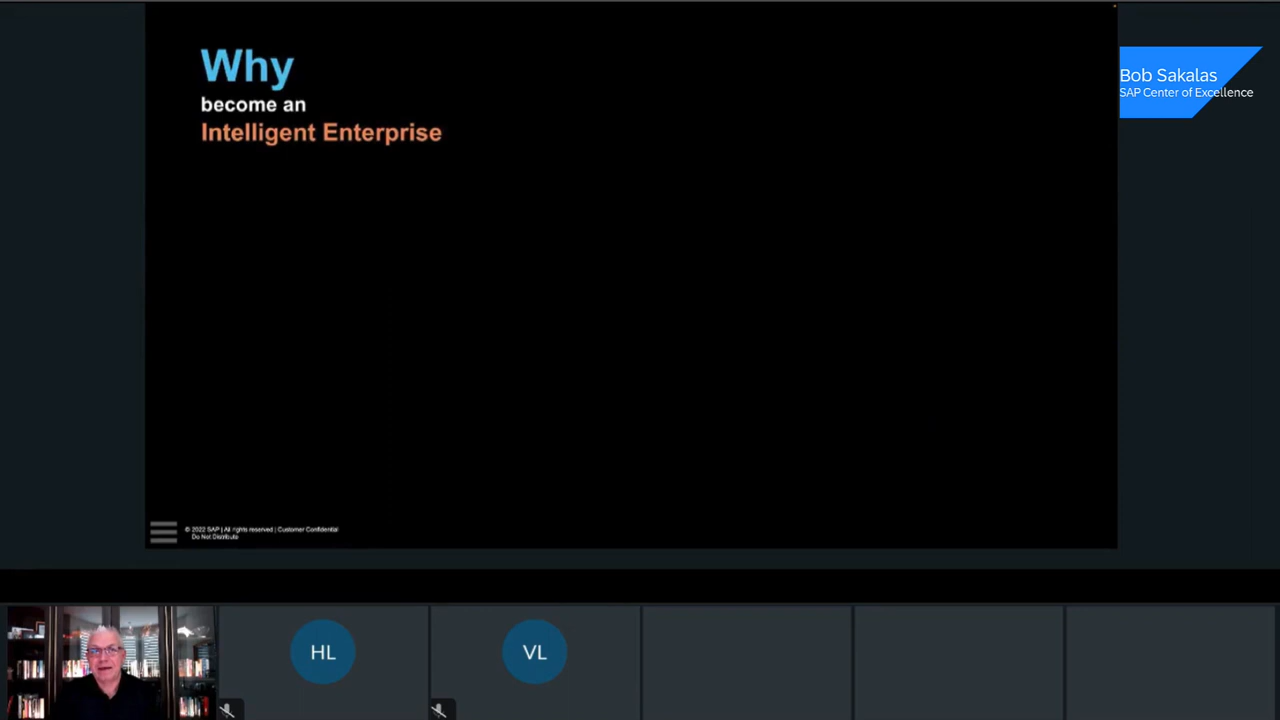 Why
become an
Intelligent Enterprise
Bob Sakalas
SAP Center of Excellence
© 2022 SAP | All rights reserved | Customer Confidential
Do Not Distribute
HL
VL